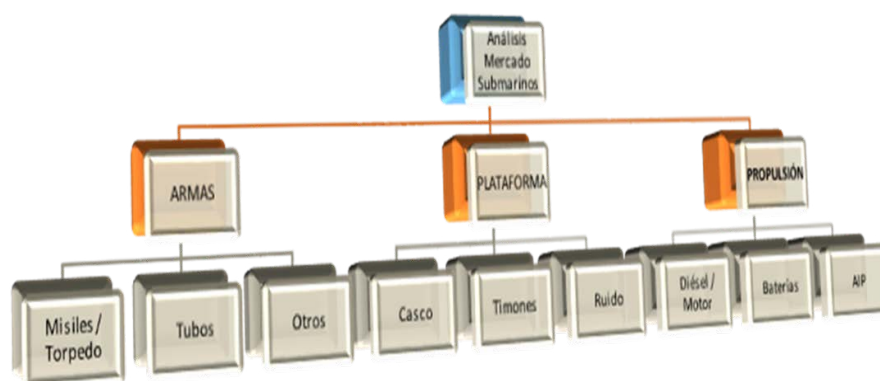 Análisis
Mercado
Submarinos
ARMAS
PLATAFORMA
PROPULSIÓN
Misiles/
Torpedo
Tubos
Otros
Casco
Timones
Ruido
Diésel /
Motor
Baterías
AIP